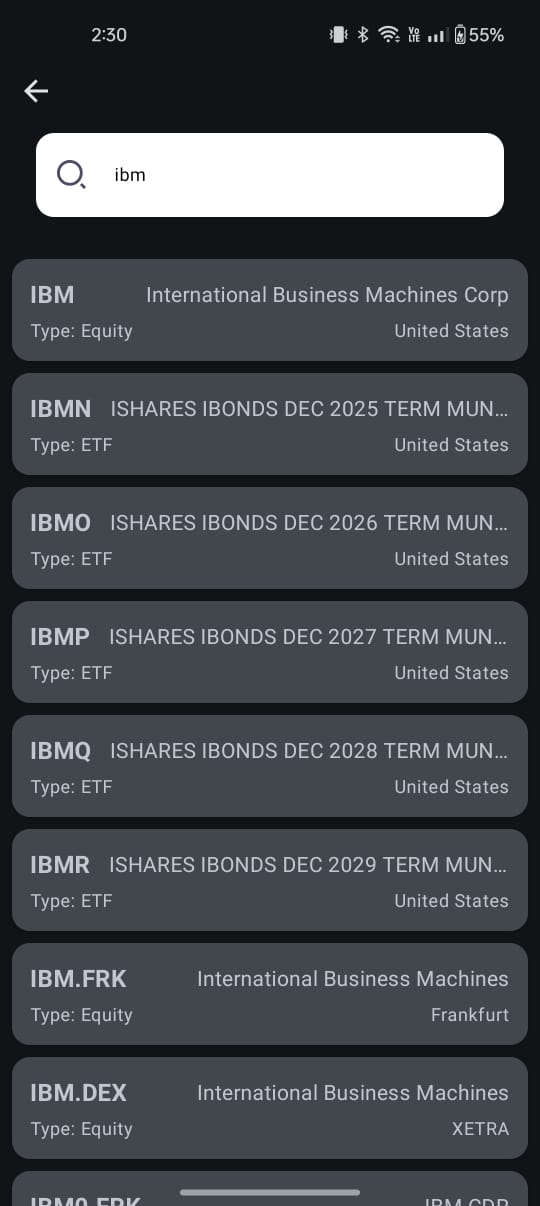 2:30 Vo LTE 55%
ibm
IBM International Business Machines Corp
Type: Equity United States
IBMN ISHARES IBONDS DEC 2025 TERM MUN...
Type: ETF United States
IBMO ISHARES IBONDS DEC 2026 TERM MUN...
Type: ETF United States
IBMP ISHARES IBONDS DEC 2027 TERM MUN...
Type: ETF United States
IBMQ ISHARES IBONDS DEC 2028 TERM MUN...
Type: ETF United States
IBMR ISHARES IBONDS DEC 2029 TERM MUN...
Type: ETF United States
IBM.FRK International Business Machines
Type: Equity Frankfurt
IBM.DEX International Business Machines
Type: Equity XETRA
IBM0.FRK IBM CDR